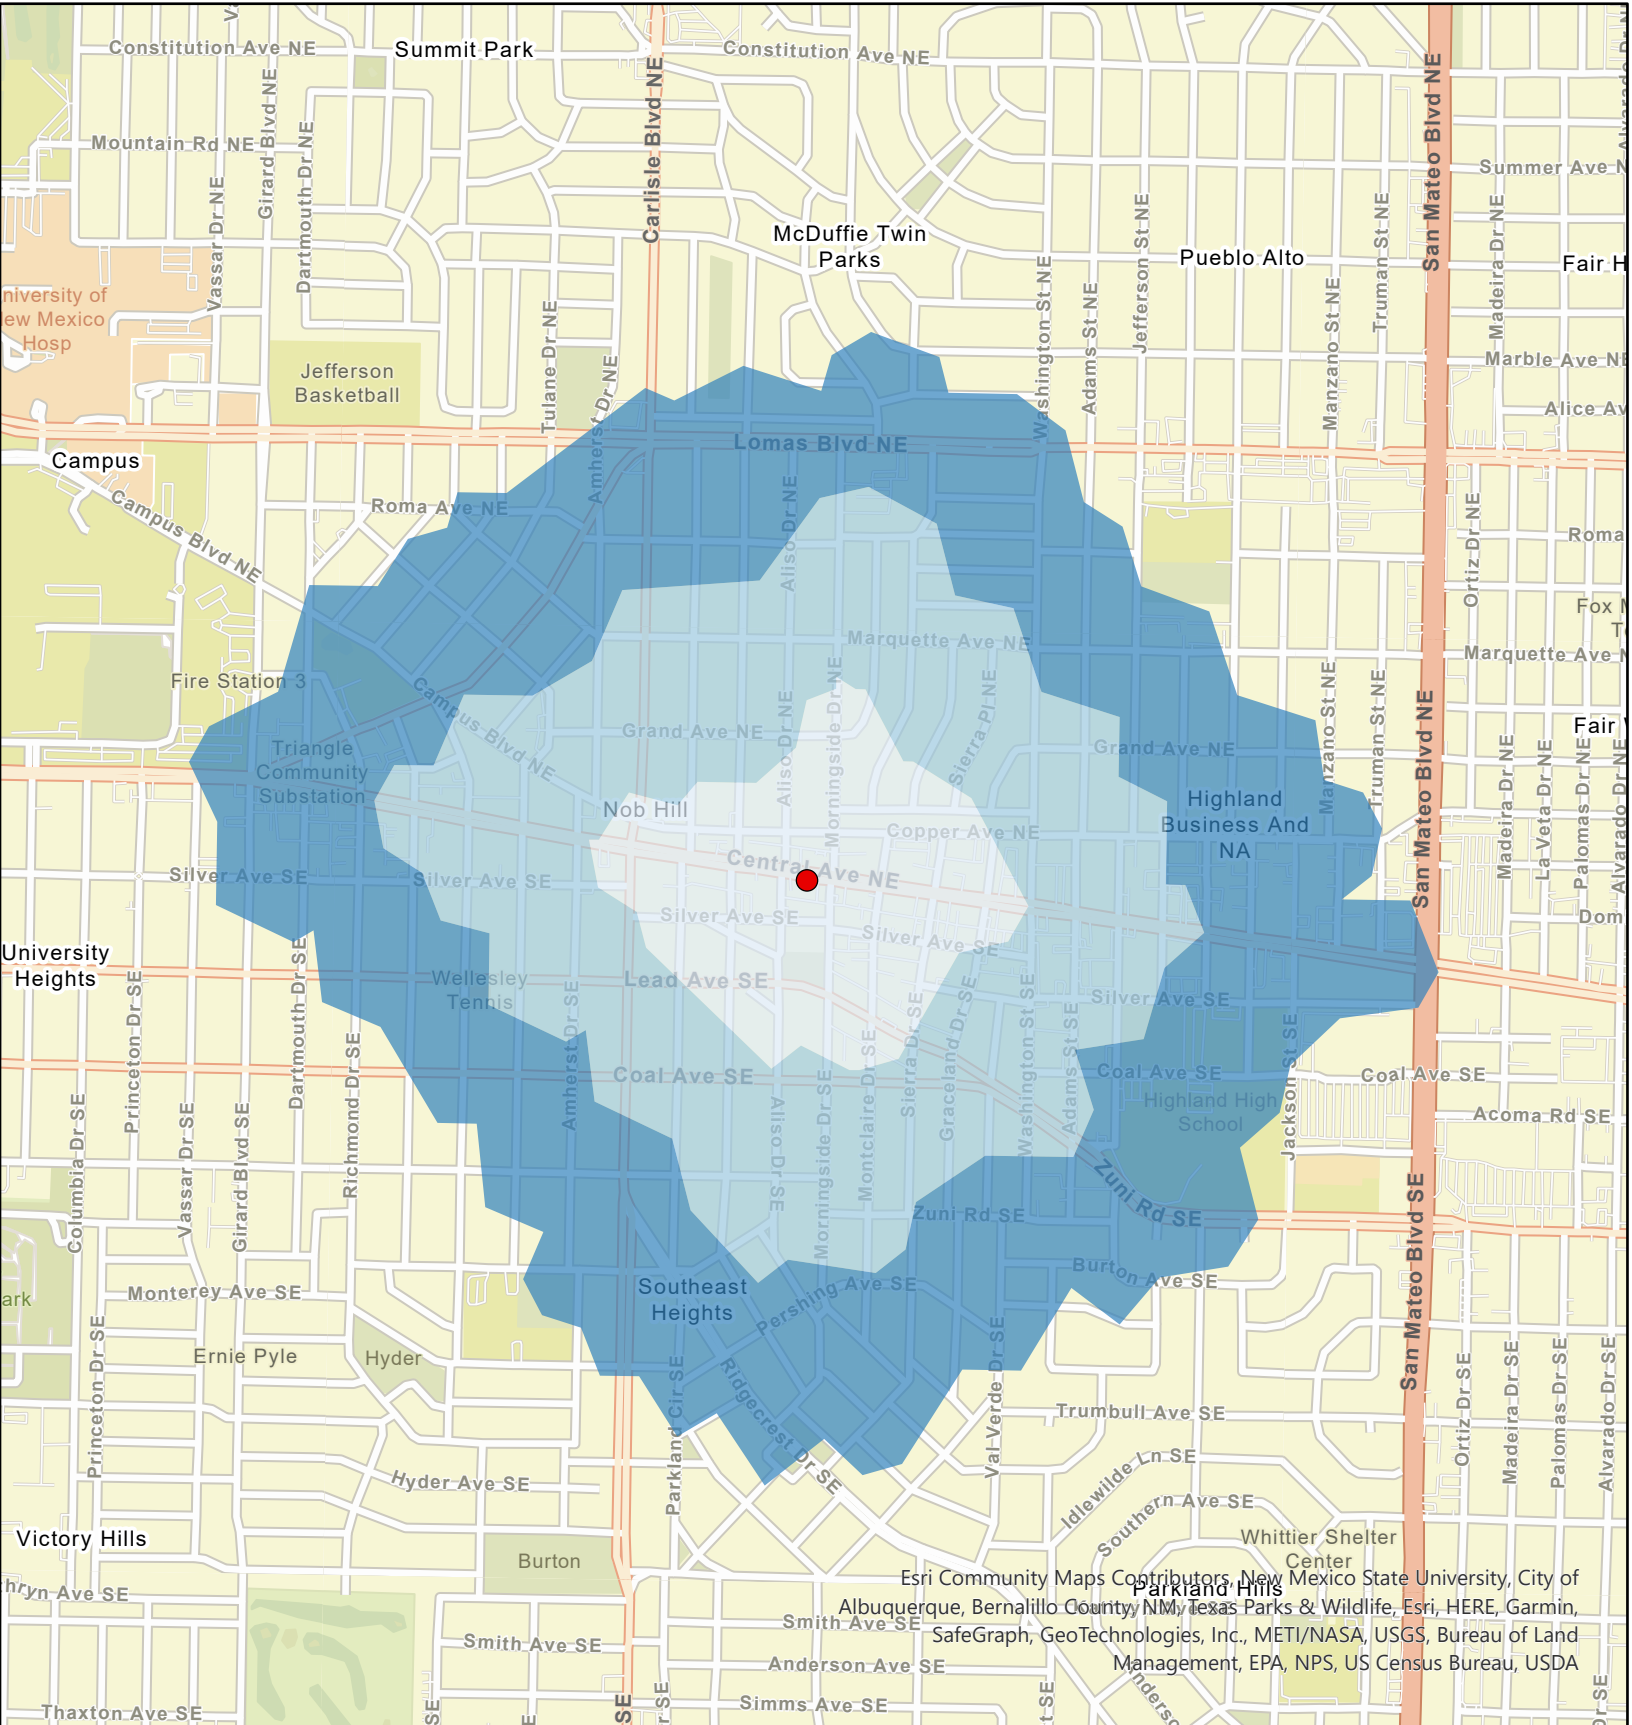 Constitution Ave NE
Summit Park
Constitution Ave NE
Mountain Rd NE
Girard Blvd NE
Vassar Dr NE
Dartmouth Dr NE
Carlisle Blvd NE
San Mateo Blvd NE
Summer Ave N
McDuffie Twin
Parks
Pueblo Alto
Fair H
Jefferson St NE
Truman St NE
Madeira Dr NE
Washington St NE
Adams St NE
Manzano St NE
niversity of
ew Mexico
Hosp
Jefferson
Basketball
Tulane Dr NE
Amherst Dr NE
Marble Ave NE
Alice Av
Lomas Blvd NE
Campus
Campus Blvd NE
Roma Ave NE
Aliso Dr NE
Ortiz Dr NE
Roma
Fox M
Marquette Ave NE
Marquette Ave N
Fire Station 3
Campus Blvd NE
Grand Ave NE
Aliso Dr NE
Morningside Dr NE
Sierra Pl NE
Grand Ave NE
Manzano St NE
Truman St NE
San Mateo Blvd NE
Fair
Triangle
Community
Substation
Nob Hill
Copper Ave NE
Highland
Business And
NA
Madeira Dr NE
La Veta Dr NE
Palomas Dr NE
Alvarado Dr NE
Central Ave NE
Silver Ave SE
Silver Ave SE
Silver Ave SE
Silver Ave SE
Dom
University
Heights
Wellesley
Tennis
Lead Ave SE
Silver Ave SE
Princeton Dr SE
Dartmouth Dr SE
Richmond Dr SE
Amherst Dr SE
Coal Ave SE
Sierra Dr SE
Graceland Dr SE
Washington St SE
Adams St SE
Coal Ave SE
Jackson St SE
Coal Ave SE
Highland High
School
Acoma Rd SE
Columbia Dr SE
Vassar Dr SE
Girard Blvd SE
Aliso Dr SE
Morningside Dr SE
Montclaire Dr SE
Zuni Rd SE
Zuni Rd SE
San Mateo Blvd SE
Burton Ave SE
Monterey Ave SE
ark
Southeast
Heights
Pershing Ave SE
Princeton Dr SE
Ernie Pyle
Hyder
Parkland Cir SE
Ridgecrest Dr SE
Val Verde Dr SE
Trumbull Ave SE
Ortiz Dr SE
Madeira Dr SE
Palomas Dr SE
Alvarado Dr SE
Hyder Ave SE
Idlewilde Ln SE
Southern Ave SE
Victory Hills
Burton
Whittier Shelter
Center
Parkland Hills
thryn Ave SE
Esri Community Maps Contributors, New Mexico State University, City of
Albuquerque, Bernalillo County, NM, Texas Parks & Wildlife, Esri, HERE, Garmin,
SafeGraph, GeoTechnologies, Inc., METI/NASA, USGS, Bureau of Land
Management, EPA, NPS, US Census Bureau, USDA
Smith Ave SE
Smith Ave SE
Anderson Ave SE
Simms Ave SE
Thaxton Ave SE
SE
SE
SE
r SE
t SE
Anderso
Dr SE